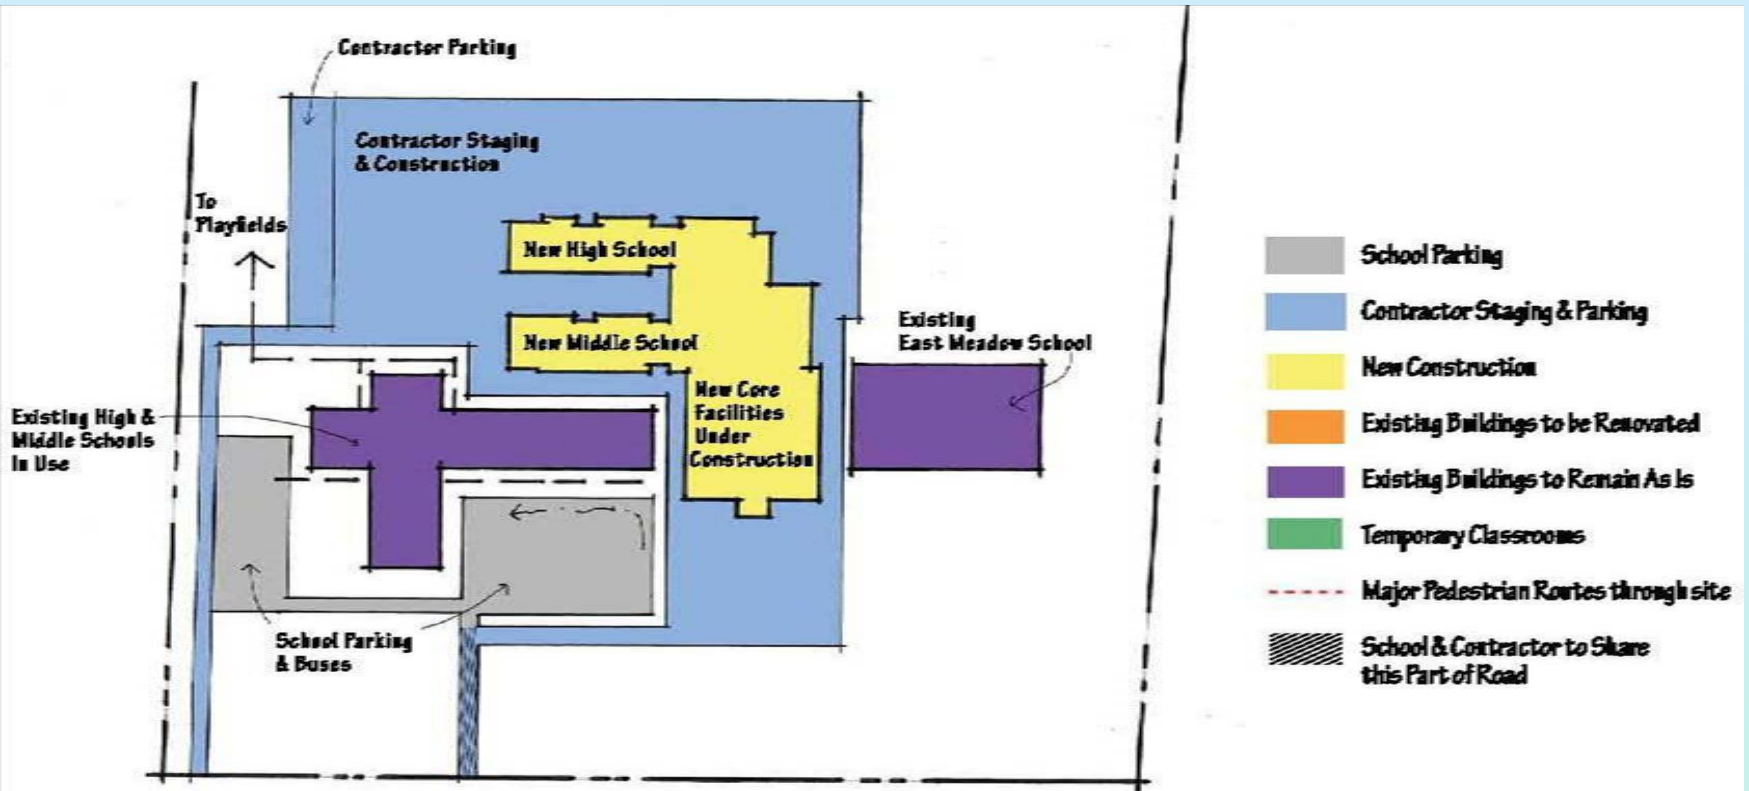 Contractor Parking
Contractor Staging
& Construction
To
Playfields
New High School
New Middle School
Existing
East Meadow School
New Core
Facilities
Under
Construction
Existing High &
Middle Schools
In Use
School Parking
& Buses
School Parking
Contractor Staging & Parking
New Construction
Existing Buildings to be Renovated
Existing Buildings to Remain As Is
Temporary Classrooms
Major Pedestrian Routes through site
School & Contractor to Share
this Part of Road